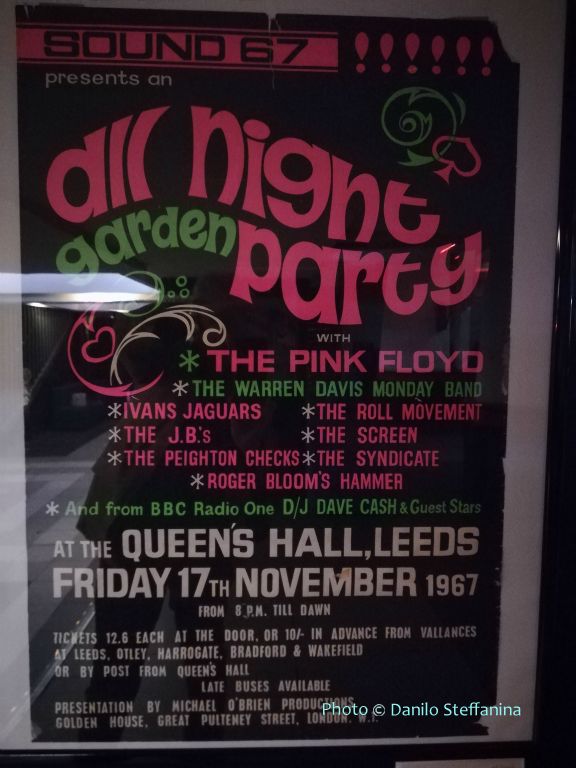 SOUND 67 !!!!!!
presents an
all night
garden
party
WITH
* THE PINK FLOYD
* THE WARREN DAVIS MONDAY BAND
* IVANS JAGUARS * THE ROLL MOVEMENT
* THE J.B.'s * THE SCREEN
* THE PEIGHTON CHECKS * THE SYNDICATE
* ROGER BLOOM'S HAMMER
* And from BBC Radio One D/J DAVE CASH & Guest Stars
AT THE QUEEN'S HALL, LEEDS
FRIDAY 17TH NOVEMBER 1967
FROM 8 P.M. TILL DAWN
TICKETS 12.6 EACH AT THE DOOR, OR 10/- IN ADVANCE FROM VALLANCES
AT LEEDS, OTLEY, HARROGATE, BRADFORD & WAKEFIELD
OR BY POST FROM QUEEN'S HALL
LATE BUSES AVAILABLE
PRESENTATION BY MICHAEL O'BRIEN PRODUCTIONS
GOLDEN HOUSE, GREAT PULTENEY STREET, LONDON. W.1.
Photo © Danilo Steffanina